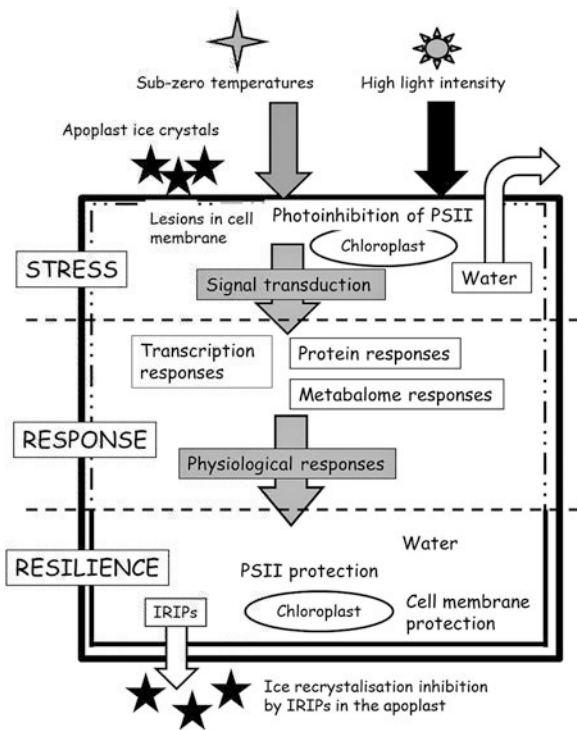 Sub-zero temperatures
High light intensity
Apoplast ice crystals
Lesions in cell
membrane
Photoinhibition of PSII
Chloroplast
STRESS
Water
Signal transduction
Transcription
responses
Protein responses
Metabalome responses
RESPONSE
Physiological responses
Water
RESILIENCE
PSII protection
IRIPs
Chloroplast
Cell membrane
protection
Ice recrystalisation inhibition
by IRIPs in the apoplast